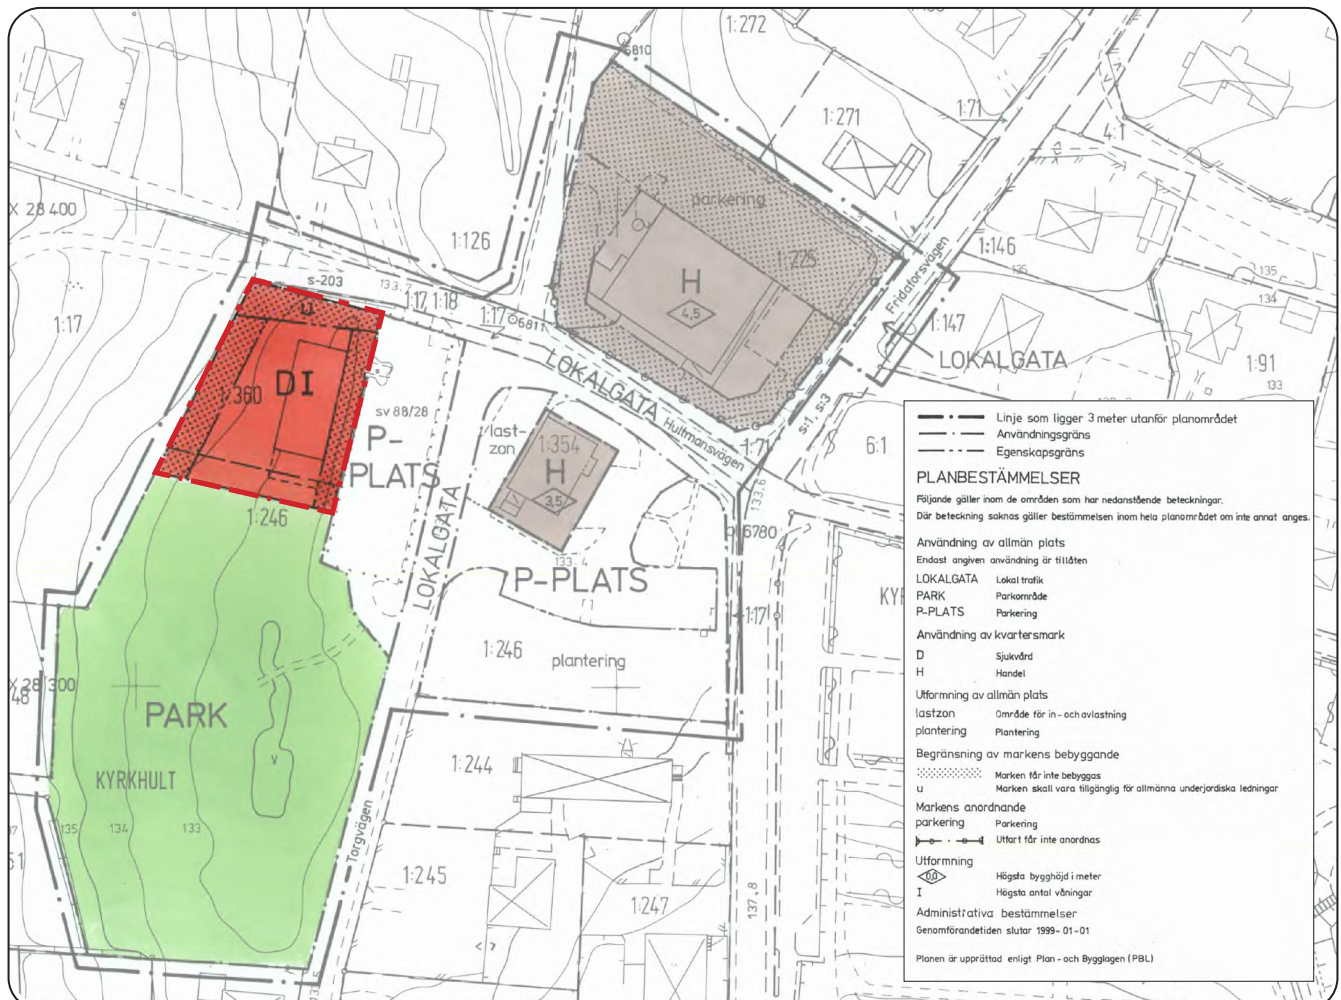 1:272
6810
1:271
1:71
4:1
X 28 400
1:126
parkering
1:225
1:146
135
135
s-203
133.7
1:17 1:18
1:17
6811
H
4,5
Fridaforsvägen
134
1:17
u
1:147
LOKALGATA
LOKALGATA
1:91
133
DI
1:360
sv 88/28
P-
PLATS
last-
zon
1:354
H
3,5
Hultmansvägen
s:1, s:3
1:71
6:1
1:246
133.6
6780
LOKALGATA
133.4
P-PLATS
1:17
KY
1:246
plantering
X 28 300
48
PARK
V
KYRKHULT
1:244
135
134
133
Torgvägen
1:245
1:247
137.8
Linje som ligger 3 meter utanför planområdet
Användningsgräns
Egenskapsgräns
PLANBESTÄMMELSER
Följande gäller inom de områden som har nedanstående beteckningar.
Där beteckning saknas gäller bestämmelsen inom hela planområdet om inte annat anges.
Användning av allmän plats
Endast angiven användning är tillåten
LOKALGATA Lokal trafik
PARK Parkområde
P-PLATS Parkering
Användning av kvartersmark
D Sjukvård
H Handel
Utformning av allmän plats
lastzon Område för in- och avlastning
plantering Plantering
Begränsning av markens bebyggande
Marken får inte bebyggas
u Marken skall vara tillgänglig för allmänna underjordiska ledningar
Markens anordnande
parkering Parkering
Utfart får inte anordnas
Utformning
0,0 Högsta bygghöjd i meter
I Högsta antal våningar
Administrativa bestämmelser
Genomförandetiden slutar 1999-01-01
Planen är upprättad enligt Plan- och Bygglagen (PBL)